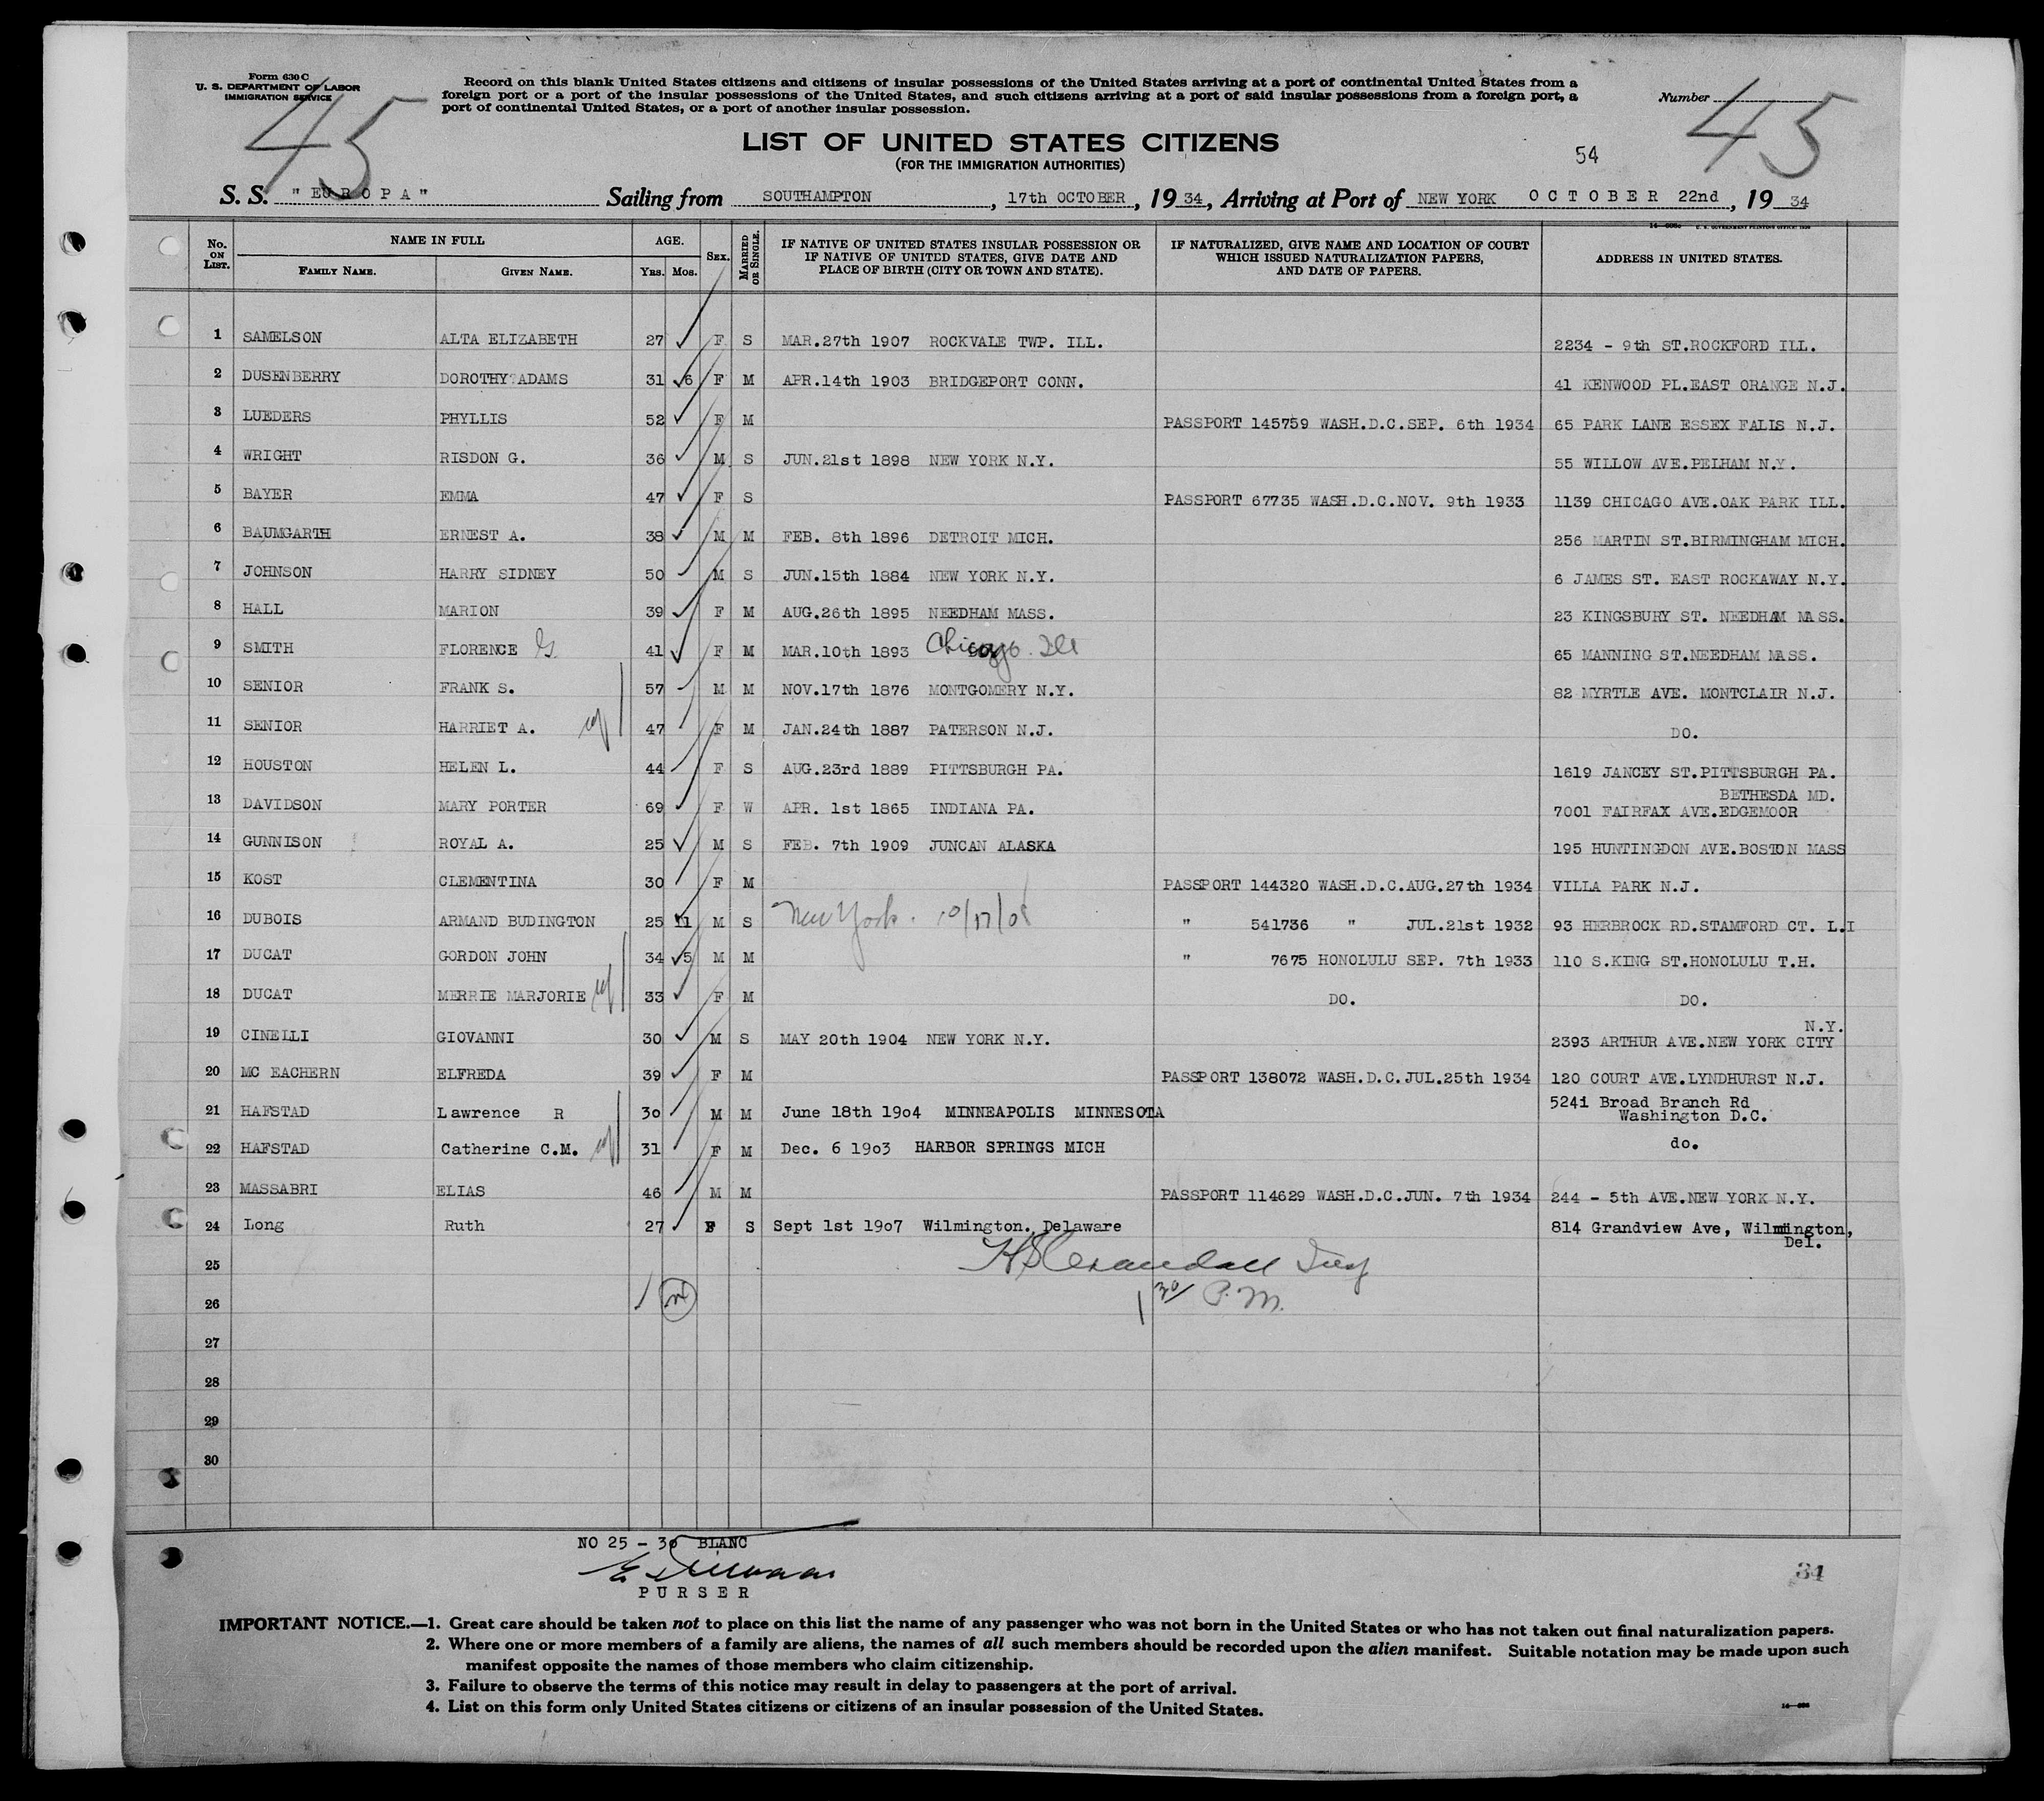 Form 630 C
U. S. DEPARTMENT OF LABOR
IMMIGRATION SERVICE
Record on this blank United States citizens and citizens of insular possessions of the United States arriving at a port of continental United States from a
foreign port or a port of the insular possessions of the United States, and such citizens arriving at a port of said insular possessions from a foreign port, a
port of continental United States, or a port of another insular possession.
Number
45
45
LIST OF UNITED STATES CITIZENS
(FOR THE IMMIGRATION AUTHORITIES)
54
S. S. "EUROPA" Sailing from SOUTHAMPTON, 17th OCTOBER, 1934, Arriving at Port of NEW YORK OCTOBER 22nd, 1934
No. ON LIST. NAME IN FULL FAMILY NAME. GIVEN NAME. AGE. YRS. MOS. SEX. MARRIED OR SINGLE. IF NATIVE OF UNITED STATES INSULAR POSSESSION OR IF NATIVE OF UNITED STATES, GIVE DATE AND PLACE OF BIRTH (CITY OR TOWN AND STATE). IF NATURALIZED, GIVE NAME AND LOCATION OF COURT WHICH ISSUED NATURALIZATION PAPERS, AND DATE OF PAPERS. ADDRESS IN UNITED STATES.
1 SAMELSON ALTA ELIZABETH 27 F S MAR.27th 1907 ROCKVALE TWP. ILL. 2234 - 9th ST.ROCKFORD ILL.
2 DUSENBERRY DOROTHY ADAMS 31 6 F M APR.14th 1903 BRIDGEPORT CONN. 41 KENWOOD PL.EAST ORANGE N.J.
3 LUEDERS PHYLLIS 52 F M PASSPORT 145759 WASH.D.C.SEP. 6th 1934 65 PARK LANE ESSEX FALLS N.J.
4 WRIGHT RISDON G. 36 M S JUN.21st 1898 NEW YORK N.Y. 55 WILLOW AVE.PELHAM N.Y.
5 BAYER EMMA 47 F S PASSPORT 67735 WASH.D.C.NOV. 9th 1933 1139 CHICAGO AVE.OAK PARK ILL.
6 BAUMGARTH ERNEST A. 38 M M FEB. 8th 1896 DETROIT MICH. 256 MARTIN ST.BIRMINGHAM MICH.
7 JOHNSON HARRY SIDNEY 50 M S JUN.15th 1884 NEW YORK N.Y. 6 JAMES ST. EAST ROCKAWAY N.Y.
8 HALL MARION 39 F M AUG.26th 1895 NEEDHAM MASS. 23 KINGSBURY ST. NEEDHAM MASS.
9 SMITH FLORENCE G. 41 F M MAR.10th 1893 Chicago. Ill 65 MANNING ST.NEEDHAM MASS.
10 SENIOR FRANK S. 57 M M NOV.17th 1876 MONTGOMERY N.Y. 82 MYRTLE AVE. MONTCLAIR N.J.
11 SENIOR HARRIET A. wf 47 F M JAN.24th 1887 PATERSON N.J. DO.
12 HOUSTON HELEN L. 44 F S AUG.23rd 1889 PITTSBURGH PA. 1619 JANCEY ST.PITTSBURGH PA.
BETHESDA MD.
13 DAVIDSON MARY PORTER 69 F W APR. 1st 1865 INDIANA PA. 7001 FAIRFAX AVE.EDGEMOOR
14 GUNNISON ROYAL A. 25 M S FEB. 7th 1909 JUNCAN ALASKA 195 HUNTINGDON AVE.BOSTON MASS
15 KOST CLEMENTINA 30 F M PASSPORT 144320 WASH.D.C.AUG.27th 1934 VILLA PARK N.J.
16 DUBOIS ARMAND BUDINGTON 25 11 M S New York. 10/17/08 " 541736 " JUL.21st 1932 93 HERBROCK RD.STAMFORD CT. L.I
17 DUCAT GORDON JOHN 34 5 M M " 7675 HONOLULU SEP. 7th 1933 110 S.KING ST.HONOLULU T.H.
18 DUCAT MERRIE MARJORIE wf 33 F M DO. DO.
N.Y.
19 CINELLI GIOVANNI 30 M S MAY 20th 1904 NEW YORK N.Y. 2393 ARTHUR AVE.NEW YORK CITY
20 MC EACHERN ELFREDA 39 F M PASSPORT 138072 WASH.D.C.JUL.25th 1934 120 COURT AVE.LYNDHURST N.J.
21 HAFSTAD Lawrence R 30 M M June 18th 1904 MINNEAPOLIS MINNESOTA 5241 Broad Branch Rd
Washington D.C.
22 HAFSTAD Catherine C.M. wf 31 F M Dec. 6 1903 HARBOR SPRINGS MICH do.
23 MASSABRI ELIAS 46 M M PASSPORT 114629 WASH.D.C.JUN. 7th 1934 244 - 5th AVE.NEW YORK N.Y.
24 Long Ruth 27 F S Sept 1st 1907 Wilmington. Delaware 814 Grandview Ave, Wilmington,
Del.
25
26 1 30/ P.M.
27
28
29
30
NO 25 - 30 BLANC
PURSER
34
IMPORTANT NOTICE.—1. Great care should be taken not to place on this list the name of any passenger who was not born in the United States or who has not taken out final naturalization papers.
2. Where one or more members of a family are aliens, the names of all such members should be recorded upon the alien manifest. Suitable notation may be made upon such
manifest opposite the names of those members who claim citizenship.
3. Failure to observe the terms of this notice may result in delay to passengers at the port of arrival.
4. List on this form only United States citizens or citizens of an insular possession of the United States.